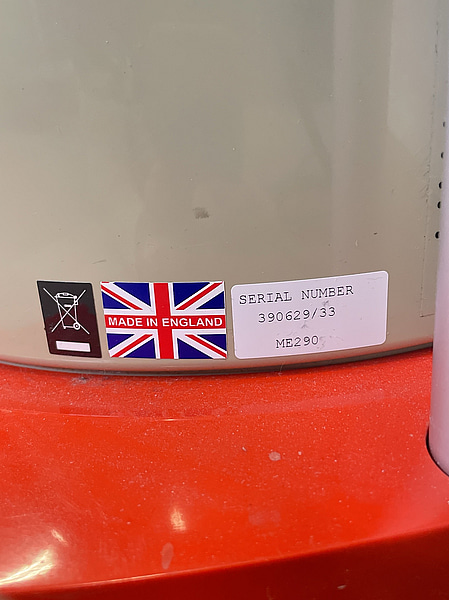 MADE IN ENGLAND
SERIAL NUMBER
390629/33
ME290